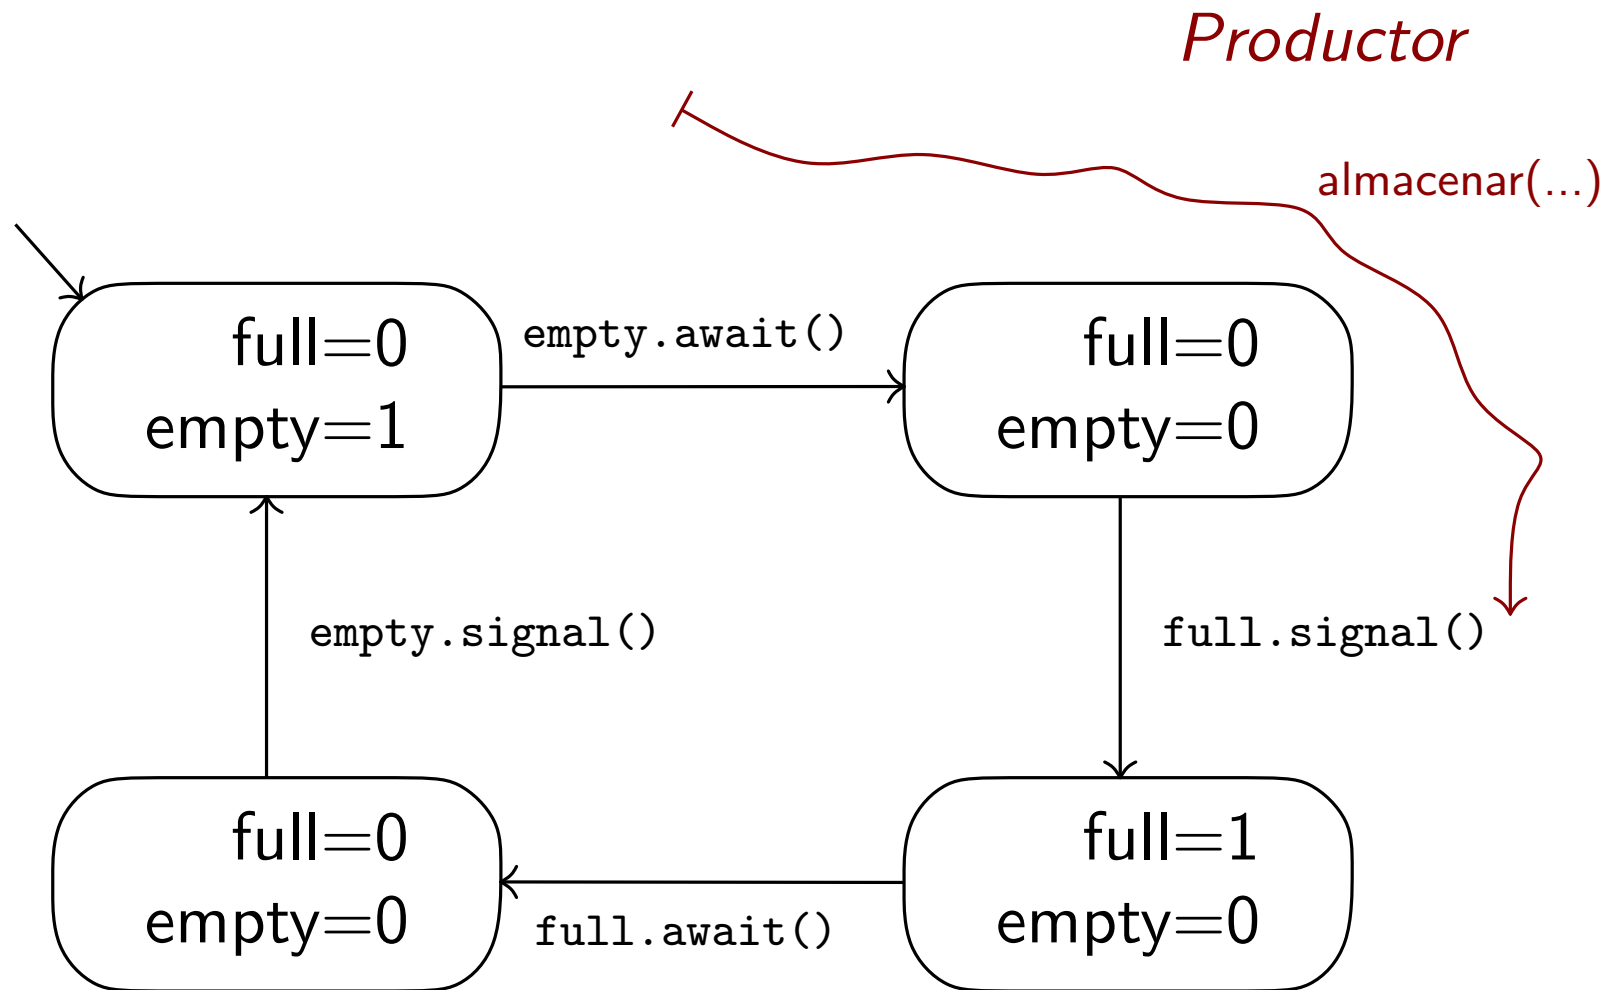 Productor
almacenar(...)
full=0
empty=1
empty.await()
full=0
empty=0
empty.signal()
full.signal()
full=0
empty=0
full.await()
full=1
empty=0